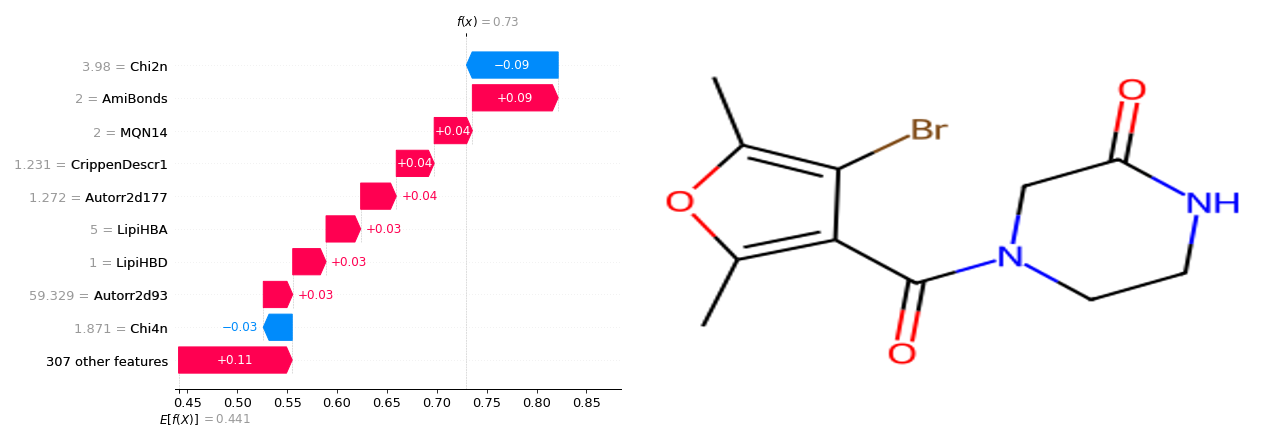 f(x) = 0.73
3.98 = Chi2n
−0.09
2 = AmiBonds
+0.09
2 = MQN14
+0.04
1.231 = CrippenDescr1
+0.04
1.272 = Autorr2d177
+0.04
5 = LipiHBA
+0.03
1 = LipiHBD
+0.03
59.329 = Autorr2d93
+0.03
1.871 = Chi4n
−0.03
307 other features
+0.11
0.45 0.50 0.55 0.60 0.65 0.70 0.75 0.80 0.85
E[f(X)] = 0.441
O
Br
O
NH
N
O